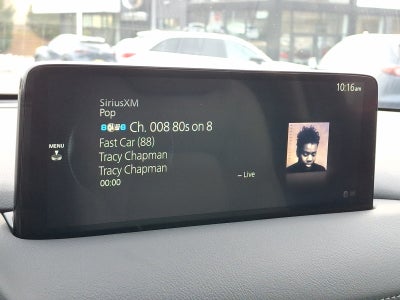 10:16am
SiriusXM
Pop
Ch. 008 80s on 8
MENU
Fast Car (88)
Tracy Chapman
Tracy Chapman
00:00
– Live